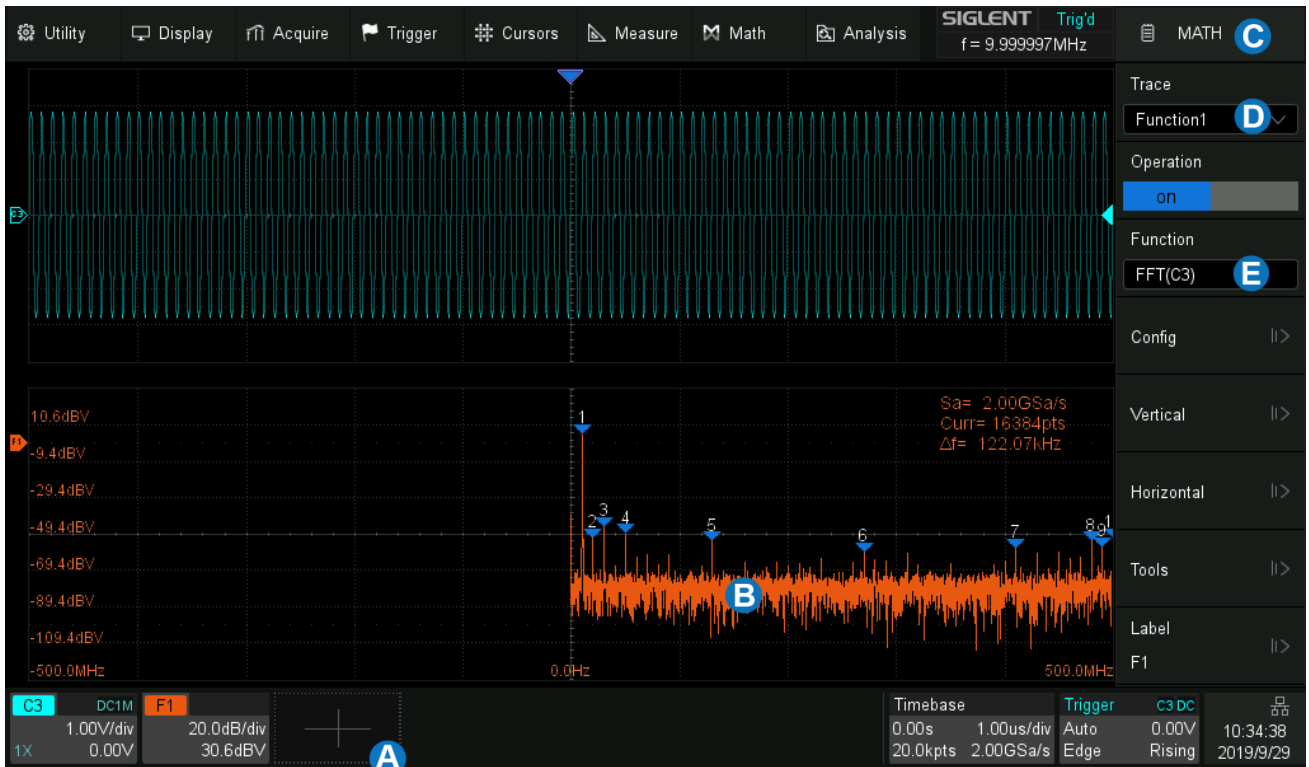 Utility Display Acquire Trigger Cursors Measure Math Analysis
SIGLENT Trig'd
f = 9.999997MHz
MATH C
Trace
Function1 D
Operation
on
Function
FFT(C3) E
Config
Vertical
Horizontal
Tools
Label
F1
C3
Sa= 2.00GSa/s
Curr= 16384pts
Δf= 122.07kHz
F1
10.6dBV
-9.4dBV
-29.4dBV
-49.4dBV
-69.4dBV
-89.4dBV
-109.4dBV
1 2 3 4 5 6 7 8 9 1
B
-500.0MHz 0.0Hz 500.0MHz
C3 DC1M
1.00V/div
1X 0.00V
F1
20.0dB/div
30.6dBV
A
Timebase
0.00s 1.00us/div
20.0kpts 2.00GSa/s
Trigger C3 DC
Auto 0.00V
Edge Rising
10:34:38
2019/9/29